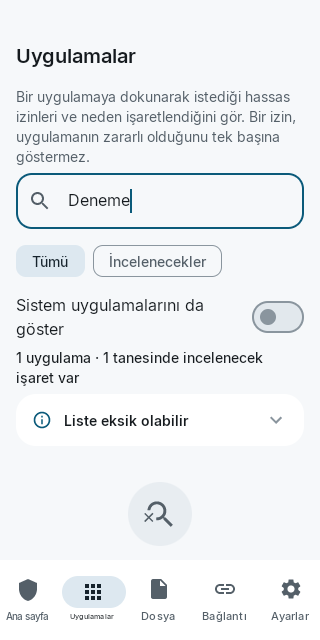 Uygulamalar
Bir uygulamaya dokunarak istediği hassas
izinleri ve neden işaretlendiğini gör. Bir izin,
uygulamanın zararlı olduğunu tek başına
göstermez.
Deneme
Tümü
İncelenecekler
Sistem uygulamalarını da
göster
1 uygulama · 1 tanesinde incelenecek
işaret var
Liste eksik olabilir
Ana sayfa
Uygulamalar
Dosya
Bağlantı
Ayarlar